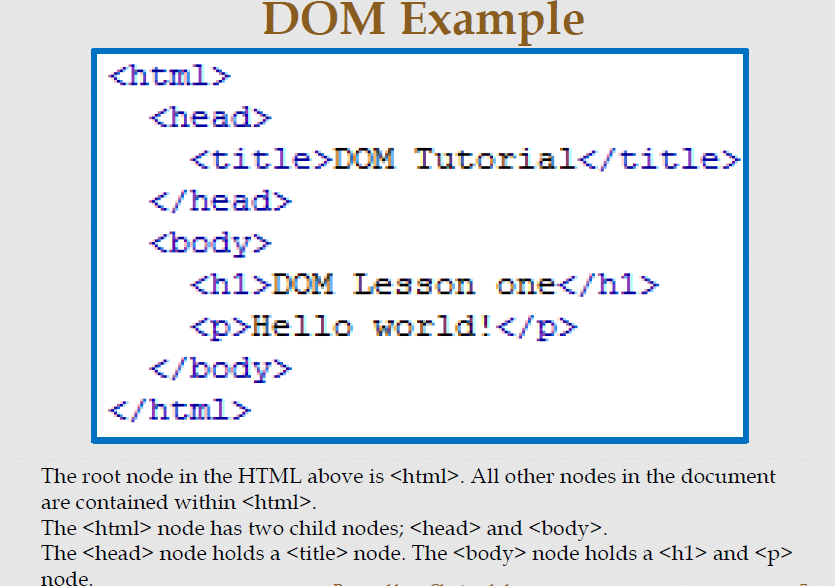 DOM Example
<html>
<head>
<title>DOM Tutorial</title>
</head>
<body>
<h1>DOM Lesson one</h1>
<p>Hello world!</p>
</body>
</html>
The root node in the HTML above is <html>. All other nodes in the document
are contained within <html>.
The <html> node has two child nodes; <head> and <body>.
The <head> node holds a <title> node. The <body> node holds a <h1> and <p>
node.